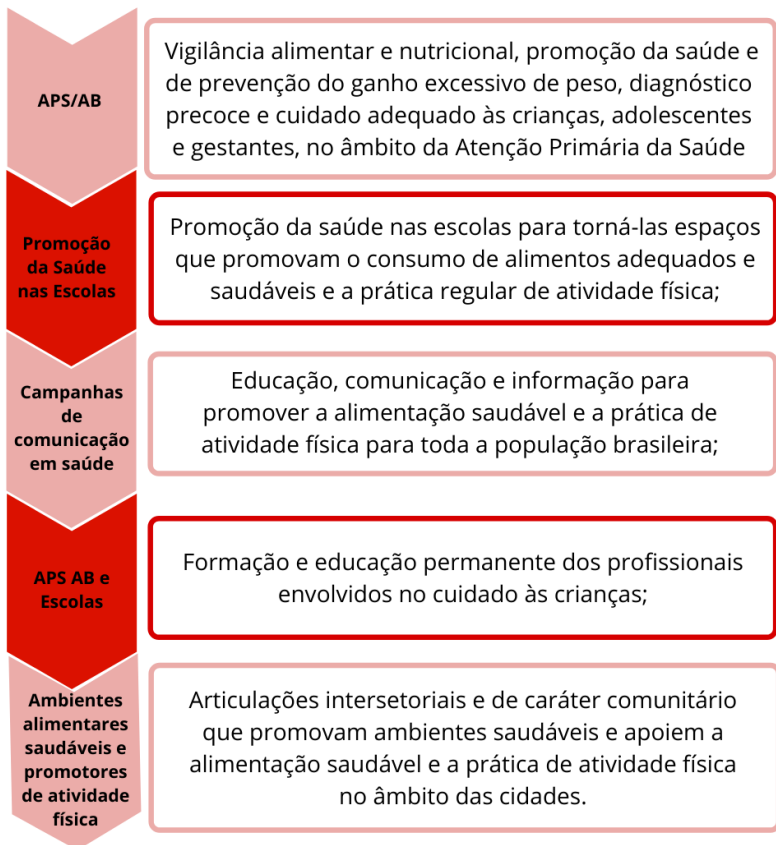 APS/AB
Vigilância alimentar e nutricional, promoção da saúde e
de prevenção do ganho excessivo de peso, diagnóstico
precoce e cuidado adequado às crianças, adolescentes
e gestantes, no âmbito da Atenção Primária da Saúde
Promoção
da Saúde
nas Escolas
Promoção da saúde nas escolas para torná-las espaços
que promovam o consumo de alimentos adequados e
saudáveis e a prática regular de atividade física;
Campanhas
de
comunicação
em saúde
Educação, comunicação e informação para
promover a alimentação saudável e a prática de
atividade física para toda a população brasileira;
APS AB e
Escolas
Formação e educação permanente dos profissionais
envolvidos no cuidado às crianças;
Ambientes
alimentares
saudáveis e
promotores
de atividade
física
Articulações intersetoriais e de caráter comunitário
que promovam ambientes saudáveis e apoiem a
alimentação saudável e a prática de atividade física
no âmbito das cidades.